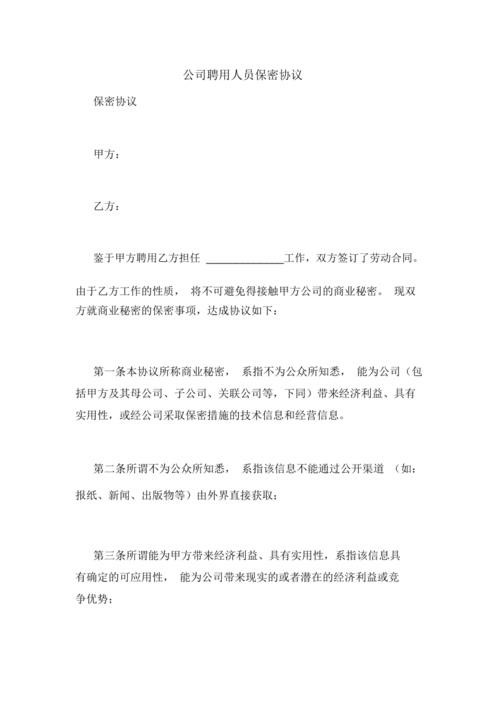 公司聘用人员保密协议
保密协议
甲方：
乙方：
鉴于甲方聘用乙方担任 _____________工作，双方签订了劳动合同。
由于乙方工作的性质， 将不可避免得接触甲方公司的商业秘密。 现双
方就商业秘密的保密事项，达成协议如下：
第一条本协议所称商业秘密， 系指不为公众所知悉， 能为公司（包
括甲方及其母公司、子公司、关联公司等，下同）带来经济利益、具有
实用性，或经公司采取保密措施的技术信息和经营信息。
第二条所谓不为公众所知悉， 系指该信息不能通过公开渠道 （如：
报纸、新闻、出版物等）由外界直接获取；
第三条所谓能为甲方带来经济利益、具有实用性，系指该信息具
有确定的可应用性， 能为公司带来现实的或者潜在的经济利益或竞
争优势；